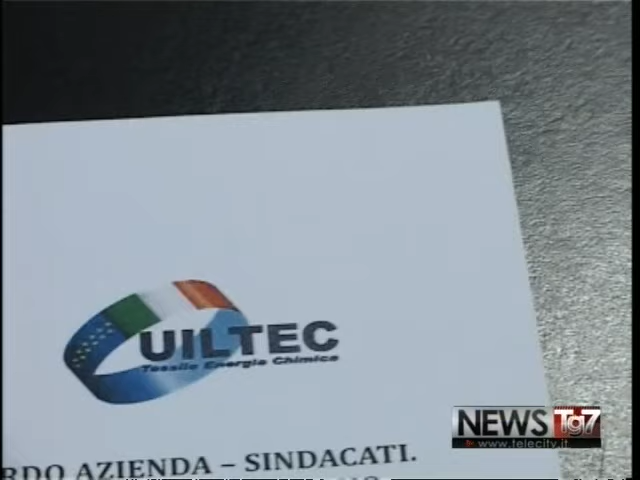 UILTEC
Tessile Energia Chimica
RDO AZIENDA – SINDACATI.
NEWS Tg7
www.telecity.it